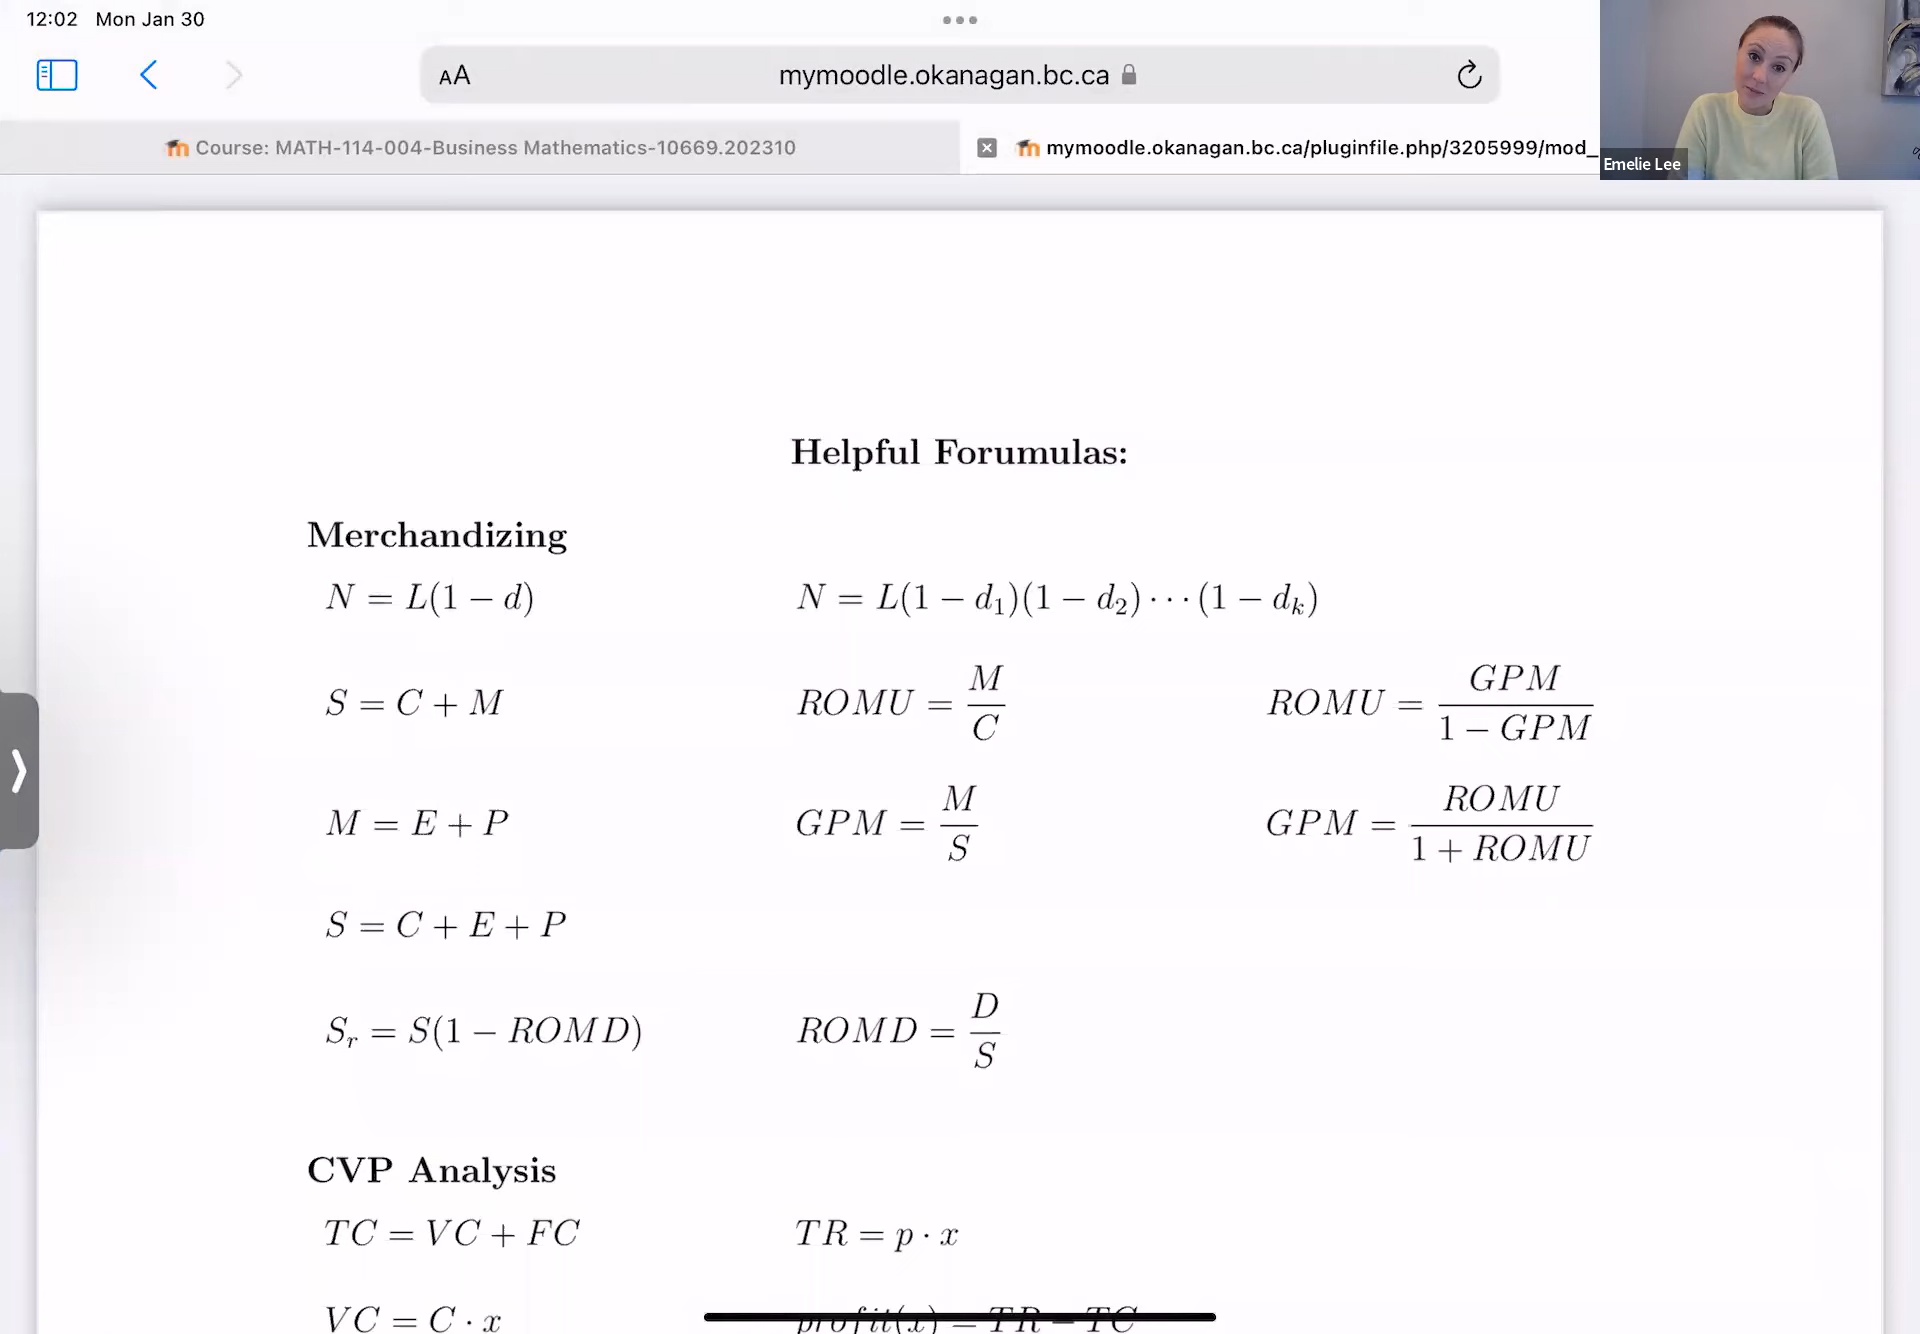 12:02 Mon Jan 30
AA mymoodle.okanagan.bc.ca
Course: MATH-114-004-Business Mathematics-10669.202310
mymoodle.okanagan.bc.ca/pluginfile.php/3205999/mod_
Emelie Lee
Helpful Forumulas:
Merchandizing
N = L(1 − d) N = L(1 − d₁)(1 − d₂) · · · (1 − dₖ)
S = C + M ROMU = M/C ROMU = GPM/(1 − GPM)
M = E + P GPM = M/S GPM = ROMU/(1 + ROMU)
S = C + E + P
Sᵣ = S(1 − ROMD) ROMD = D/S
CVP Analysis
TC = VC + FC TR = p · x
VC = C · x profit(x) = TR − TC